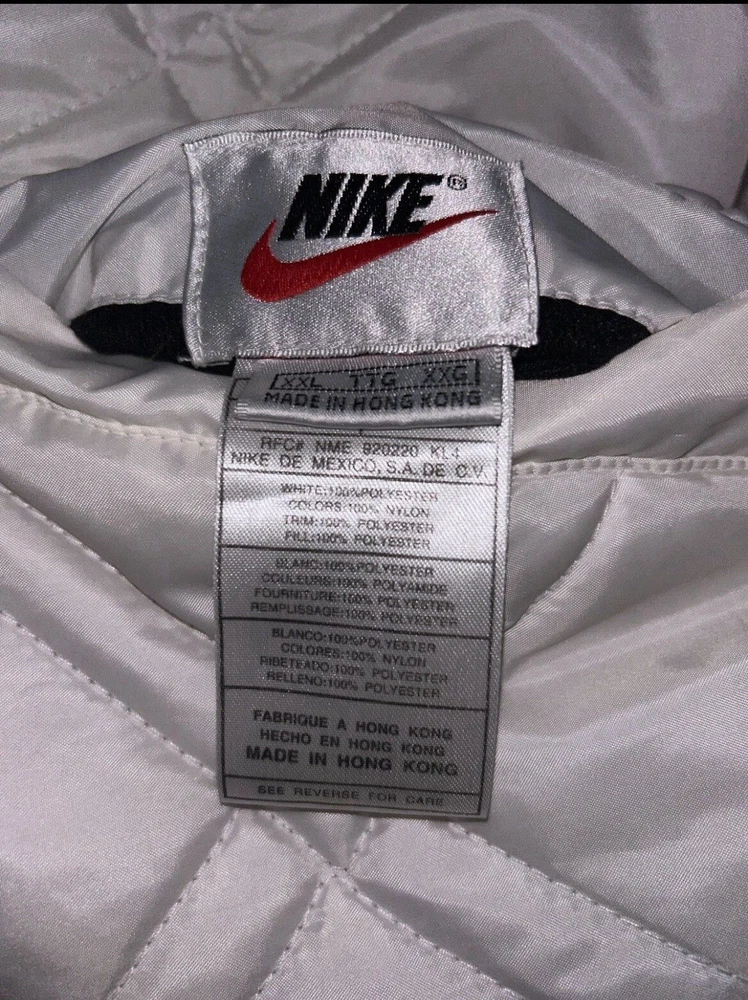 NIKE®
XXL TTG XXG
MADE IN HONG KONG
RFC# NME 920220 KL4
NIKE DE MEXICO, S.A. DE C.V
WHITE:100%POLYESTER
COLORS:100% NYLON
TRIM:100% POLYESTER
FILL:100% POLYESTER
BLANC:100%POLYESTER
COULEURS:100% POLYAMIDE
FOURNITURE:100% POLYESTER
REMPLISSAGE:100% POLYESTER
BLANCO:100%POLYESTER
COLORES:100% NYLON
RIBETEADO:100% POLYESTER
RELLENO:100% POLYESTER
FABRIQUE A HONG KONG
HECHO EN HONG KONG
MADE IN HONG KONG
SEE REVERSE FOR CARE